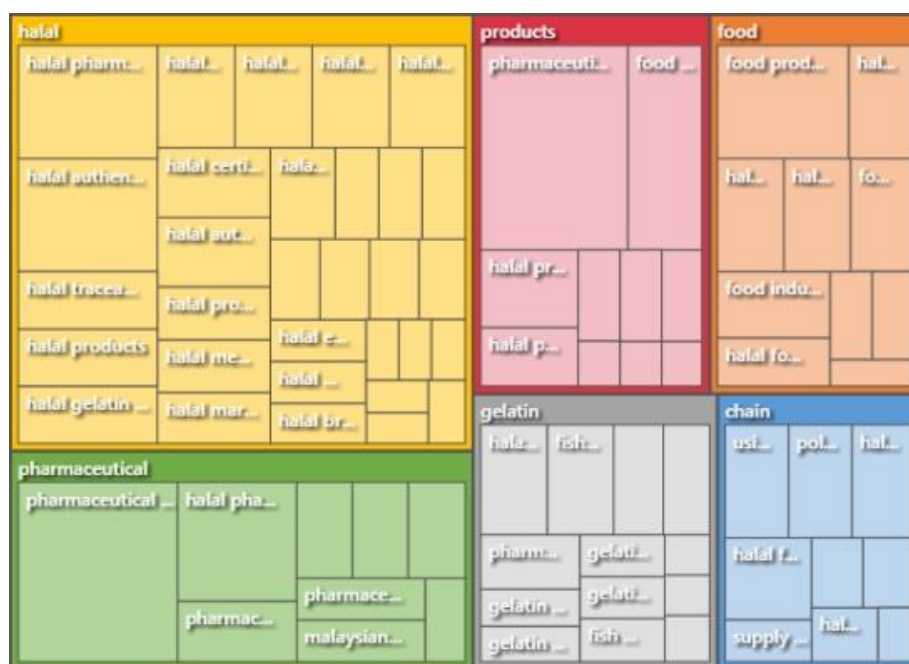 halal
halal pharm...
halal...
halal...
halal...
halal...
halal authen...
halal certi...
hala...
halal aut...
halal tracea...
halal pro...
halal products
halal e...
halal me...
halal ...
halal gelatin ...
halal mar...
halal br...
products
pharmaceuti...
food ...
halal pr...
halal p...
food
food prod...
hal...
hal...
hal...
fo...
food indu...
halal fo...
pharmaceutical
pharmaceutical ...
halal pha...
pharmace...
pharmac...
malaysian...
gelatin
hala...
fish...
pharm...
gelati...
gelatin ...
gelati...
gelatin ...
fish ...
chain
usi...
pol...
hal...
halal f...
hal...
supply ...